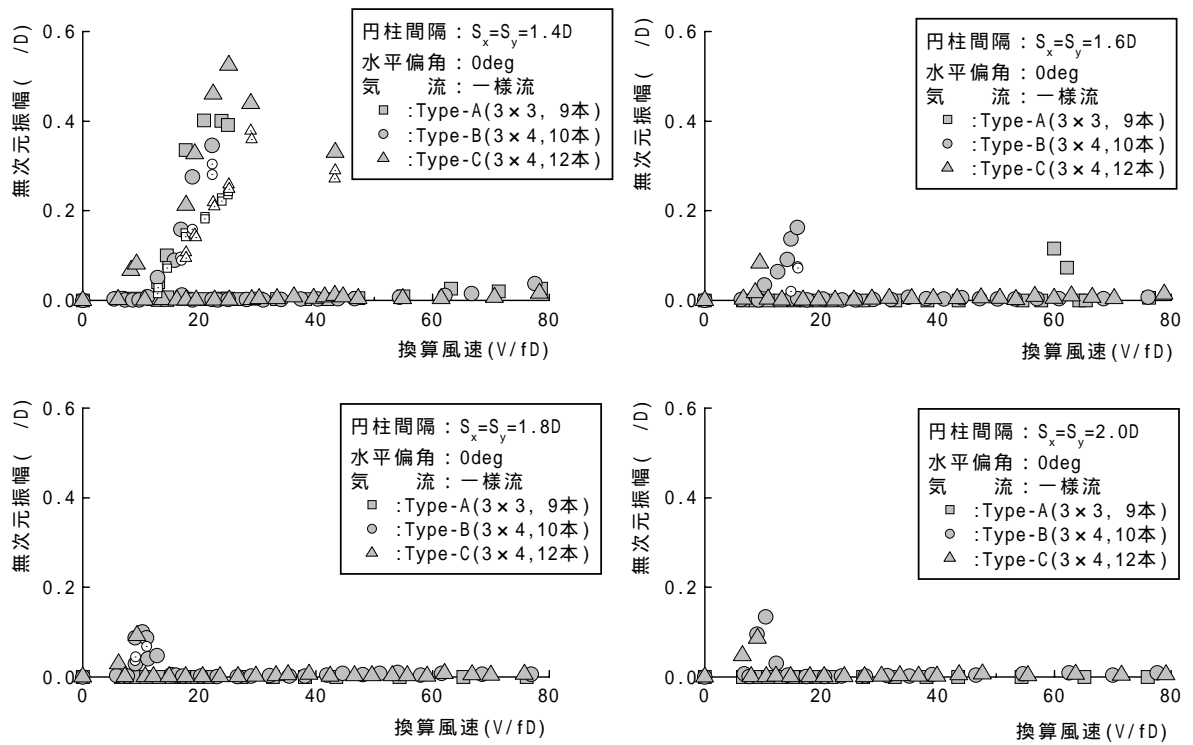 無次元振幅( /D)
0.6
0.4
0.2
0.0
0 20 40 60 80
換算風速(V/fD)
円柱間隔：Sx=Sy=1.4D
水平偏角：0deg
気　　流：一様流
:Type-A(3×3, 9本)
:Type-B(3×4,10本)
:Type-C(3×4,12本)
無次元振幅( /D)
0.6
0.4
0.2
0.0
0 20 40 60 80
換算風速(V/fD)
円柱間隔：Sx=Sy=1.6D
水平偏角：0deg
気　　流：一様流
:Type-A(3×3, 9本)
:Type-B(3×4,10本)
:Type-C(3×4,12本)
無次元振幅( /D)
0.6
0.4
0.2
0.0
0 20 40 60 80
換算風速(V/fD)
円柱間隔：Sx=Sy=1.8D
水平偏角：0deg
気　　流：一様流
:Type-A(3×3, 9本)
:Type-B(3×4,10本)
:Type-C(3×4,12本)
無次元振幅( /D)
0.6
0.4
0.2
0.0
0 20 40 60 80
換算風速(V/fD)
円柱間隔：Sx=Sy=2.0D
水平偏角：0deg
気　　流：一様流
:Type-A(3×3, 9本)
:Type-B(3×4,10本)
:Type-C(3×4,12本)